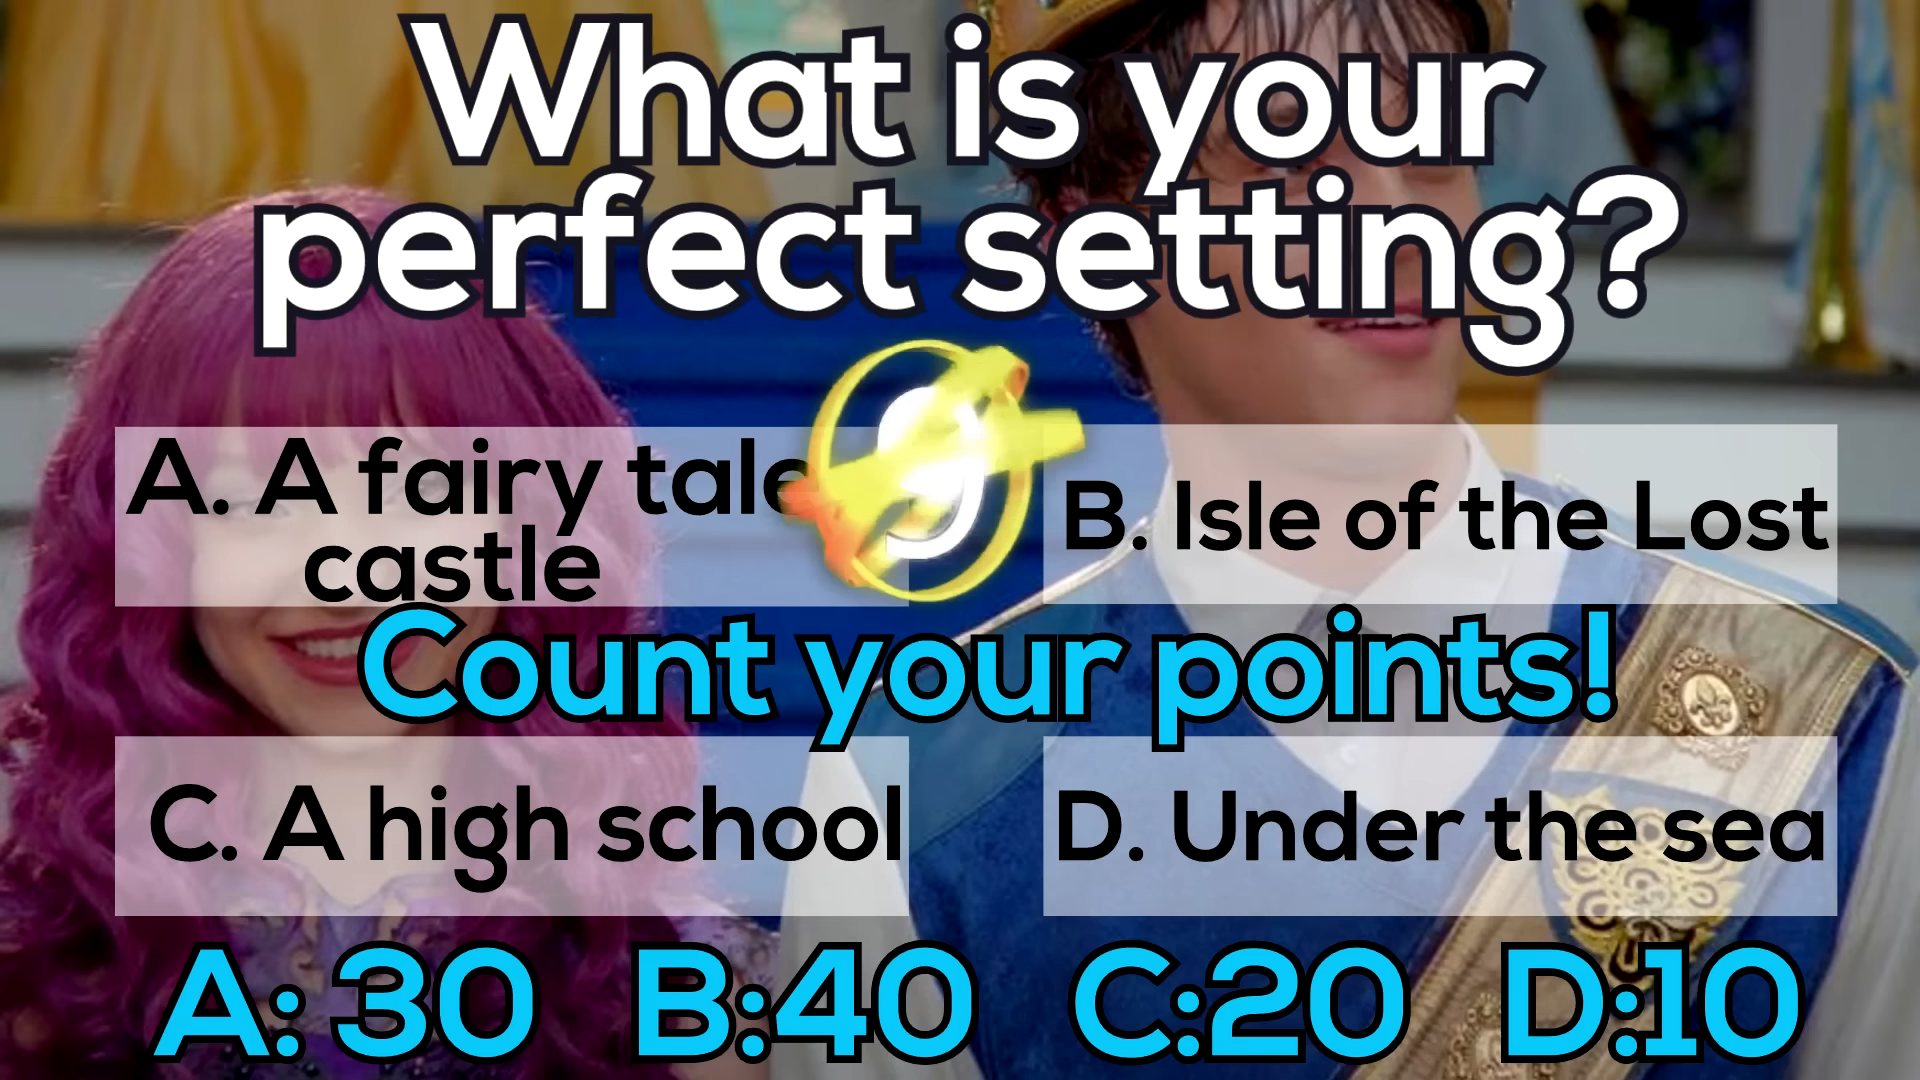 What is your
perfect setting?
A. A fairy tale
castle
9
B. Isle of the Lost
Count your points!
C. A high school
D. Under the sea
A: 30 B:40 C:20 D:10